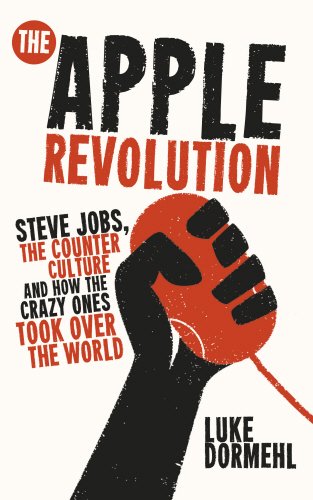 THE
APPLE
REVOLUTION
STEVE JOBS,
THE COUNTER
CULTURE
AND HOW THE
CRAZY ONES
TOOK OVER
THE WORLD
LUKE
DORMEHL